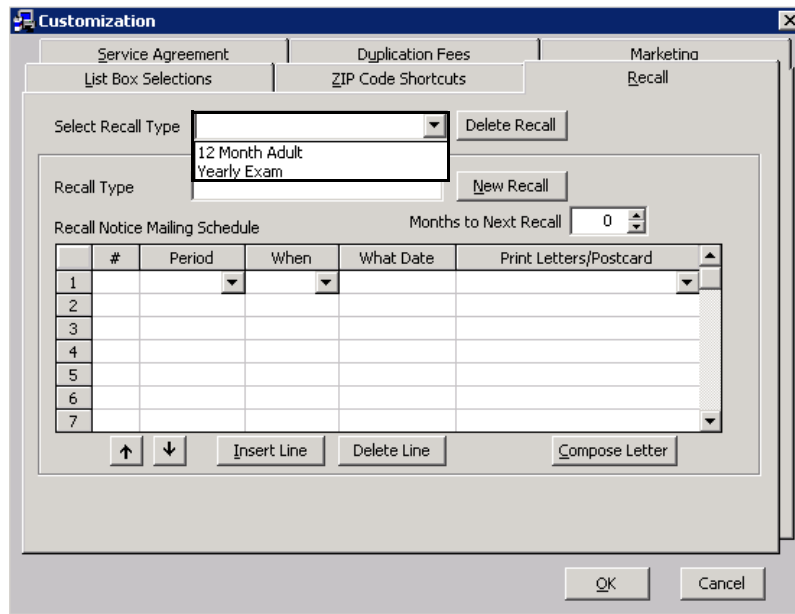 Customization
Service Agreement Duplication Fees Marketing
List Box Selections ZIP Code Shortcuts Recall
Select Recall Type Delete Recall
12 Month Adult
Yearly Exam
Recall Type New Recall
Recall Notice Mailing Schedule Months to Next Recall 0
# Period When What Date Print Letters/Postcard
1
2
3
4
5
6
7
Insert Line Delete Line Compose Letter
OK Cancel